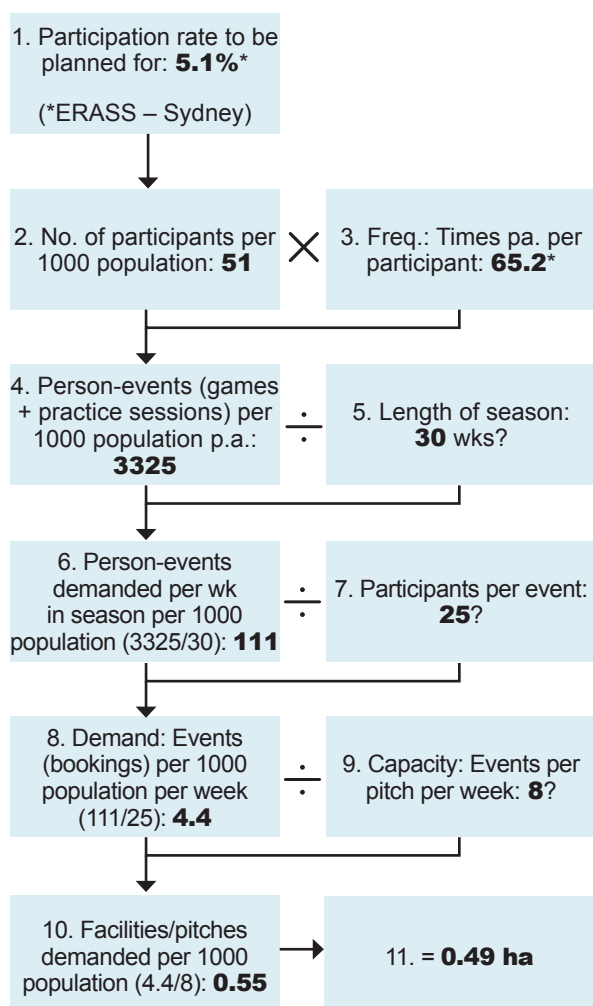 1. Participation rate to be
planned for: 5.1%*
(*ERASS – Sydney)
2. No. of participants per
1000 population: 51
×
3. Freq.: Times pa. per
participant: 65.2*
4. Person-events (games
+ practice sessions) per
1000 population p.a.:
3325
÷
5. Length of season:
30 wks?
6. Person-events
demanded per wk
in season per 1000
population (3325/30): 111
÷
7. Participants per event:
25?
8. Demand: Events
(bookings) per 1000
population per week
(111/25): 4.4
÷
9. Capacity: Events per
pitch per week: 8?
10. Facilities/pitches
demanded per 1000
population (4.4/8): 0.55
11. = 0.49 ha